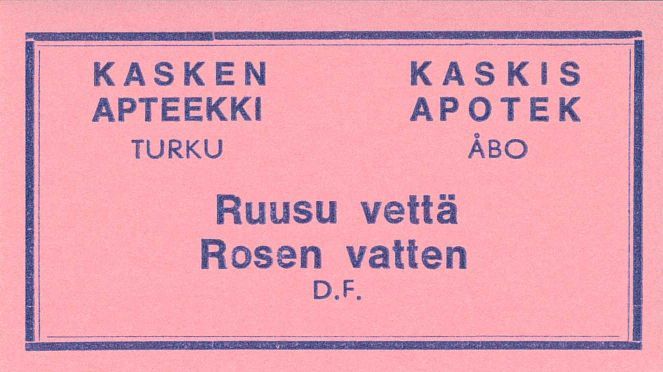 KASKEN
APTEEKKI
TURKU
KASKIS
APOTEK
ÅBO
Ruusu vettä
Rosen vatten
D.F.